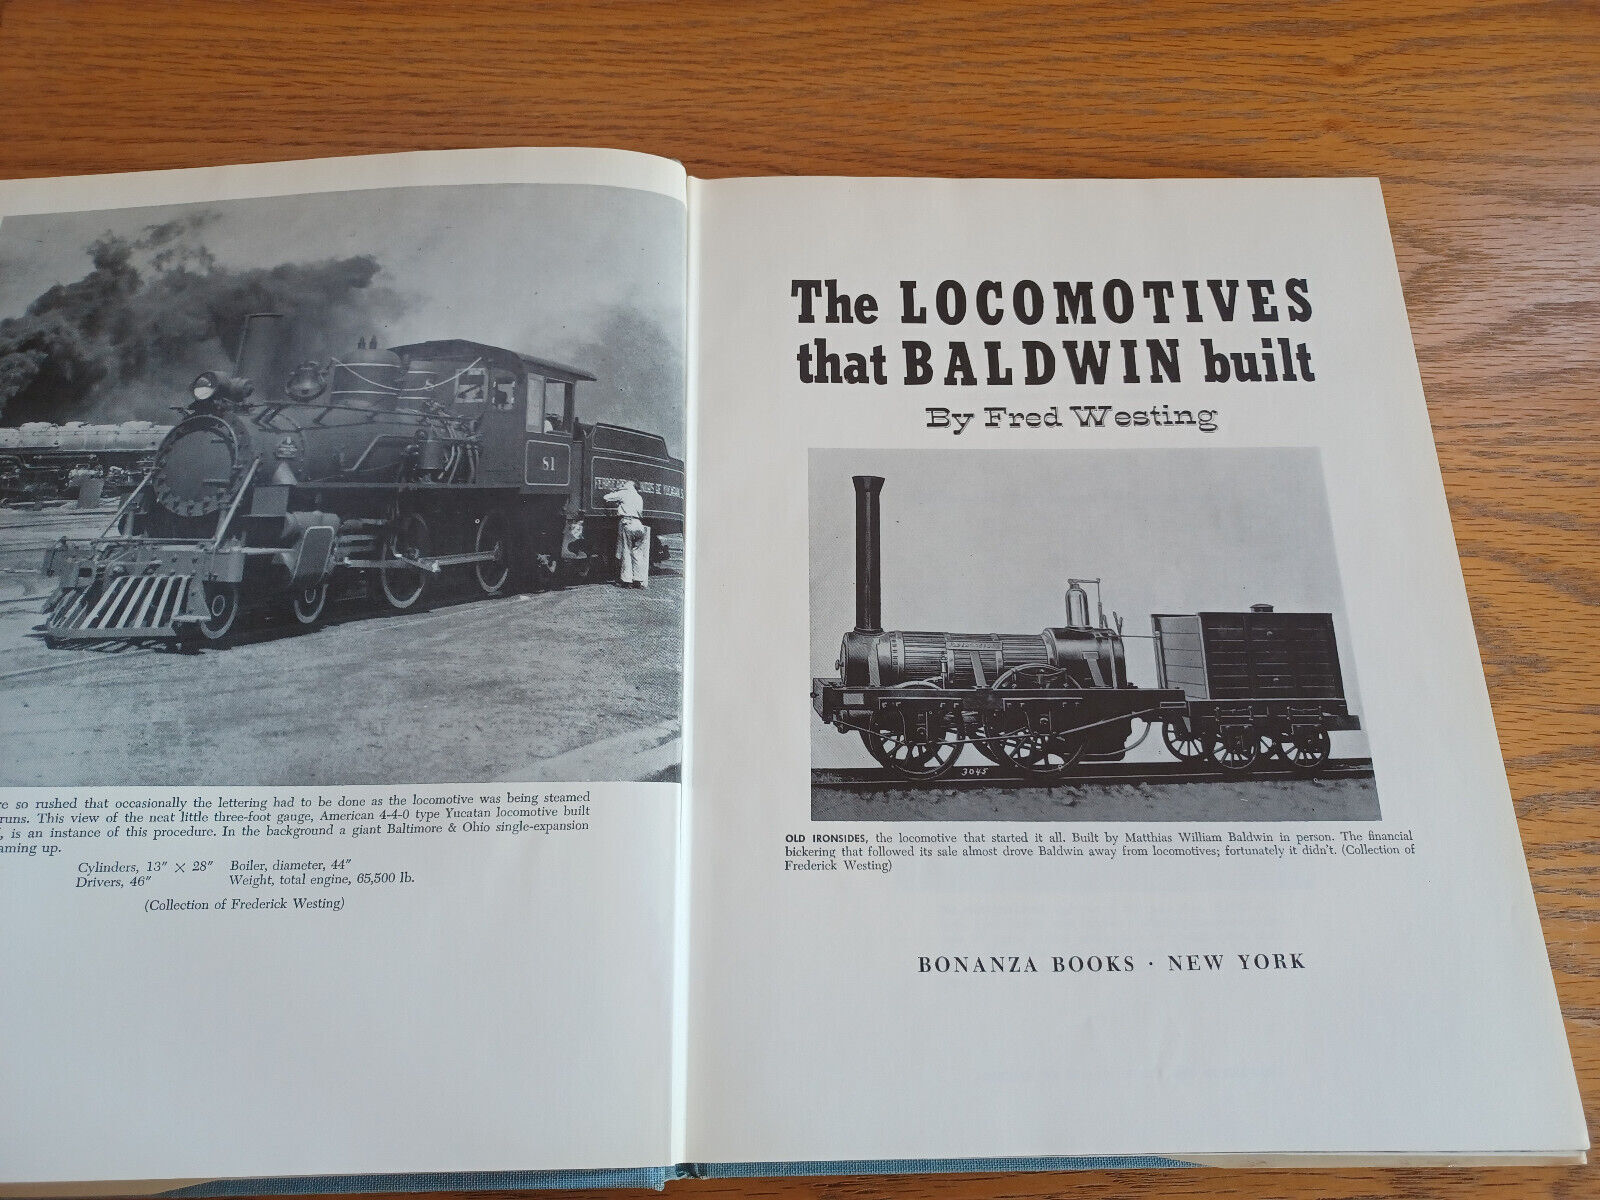 81
re so rushed that occasionally the lettering had to be done as the locomotive was being steamed
runs. This view of the neat little three-foot gauge, American 4-4-0 type Yucatan locomotive built
, is an instance of this procedure. In the background a giant Baltimore & Ohio single-expansion
aming up.
Cylinders, 13" × 28" Boiler, diameter, 44"
Drivers, 46" Weight, total engine, 65,500 lb.
(Collection of Frederick Westing)
The LOCOMOTIVES
that BALDWIN built
By Fred Westing
3045
OLD IRONSIDES, the locomotive that started it all. Built by Matthias William Baldwin in person. The financial
bickering that followed its sale almost drove Baldwin away from locomotives; fortunately it didn't. (Collection of
Frederick Westing)
BONANZA BOOKS · NEW YORK